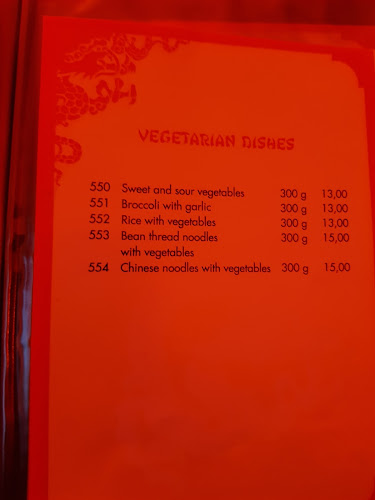 VEGETARIAN DISHES
550 Sweet and sour vegetables 300 g 13,00
551 Broccoli with garlic 300 g 13,00
552 Rice with vegetables 300 g 13,00
553 Bean thread noodles 300 g 15,00
with vegetables
554 Chinese noodles with vegetables 300 g 15,00